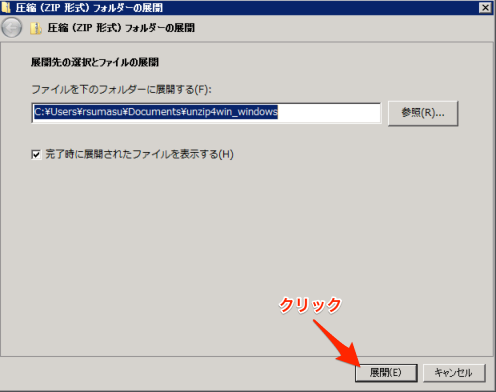 圧縮 (ZIP 形式) フォルダーの展開
圧縮 (ZIP 形式) フォルダーの展開
展開先の選択とファイルの展開
ファイルを下のフォルダーに展開する(F):
C:¥Users¥rsumasu¥Documents¥unzip4win_windows
参照(R)...
完了時に展開されたファイルを表示する(H)
クリック
展開(E)
キャンセル